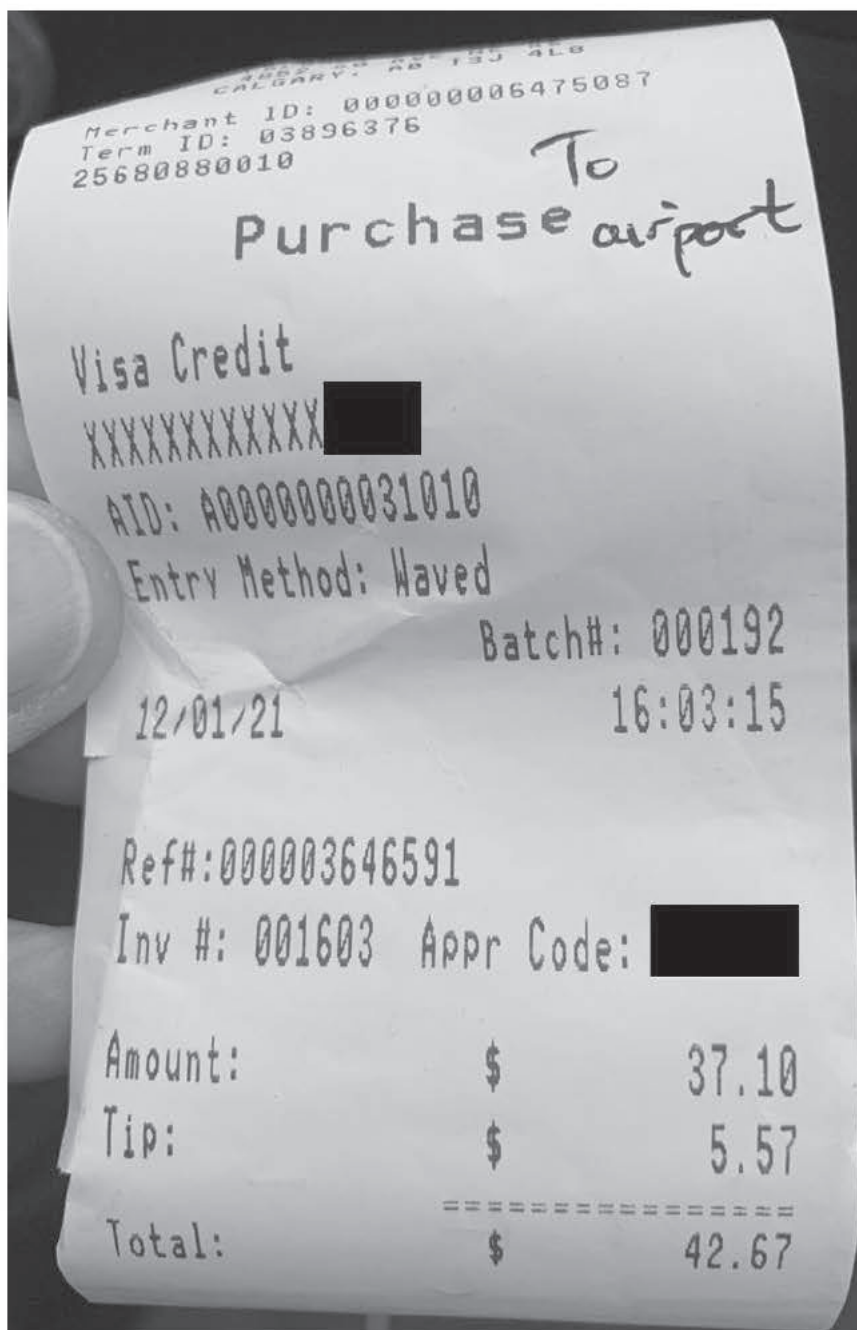 CALGARY, AB T3J 4L8
Merchant ID: 000000006475087
Term ID: 03896376
25680880010
To
Purchase airport
Visa Credit
XXXXXXXXXXXX
AID: A0000000031010
Entry Method: Waved
Batch#: 000192
12/01/21 16:03:15
Ref#:000003646591
Inv #: 001603 Appr Code:
Amount: $ 37.10
Tip: $ 5.57
================
Total: $ 42.67